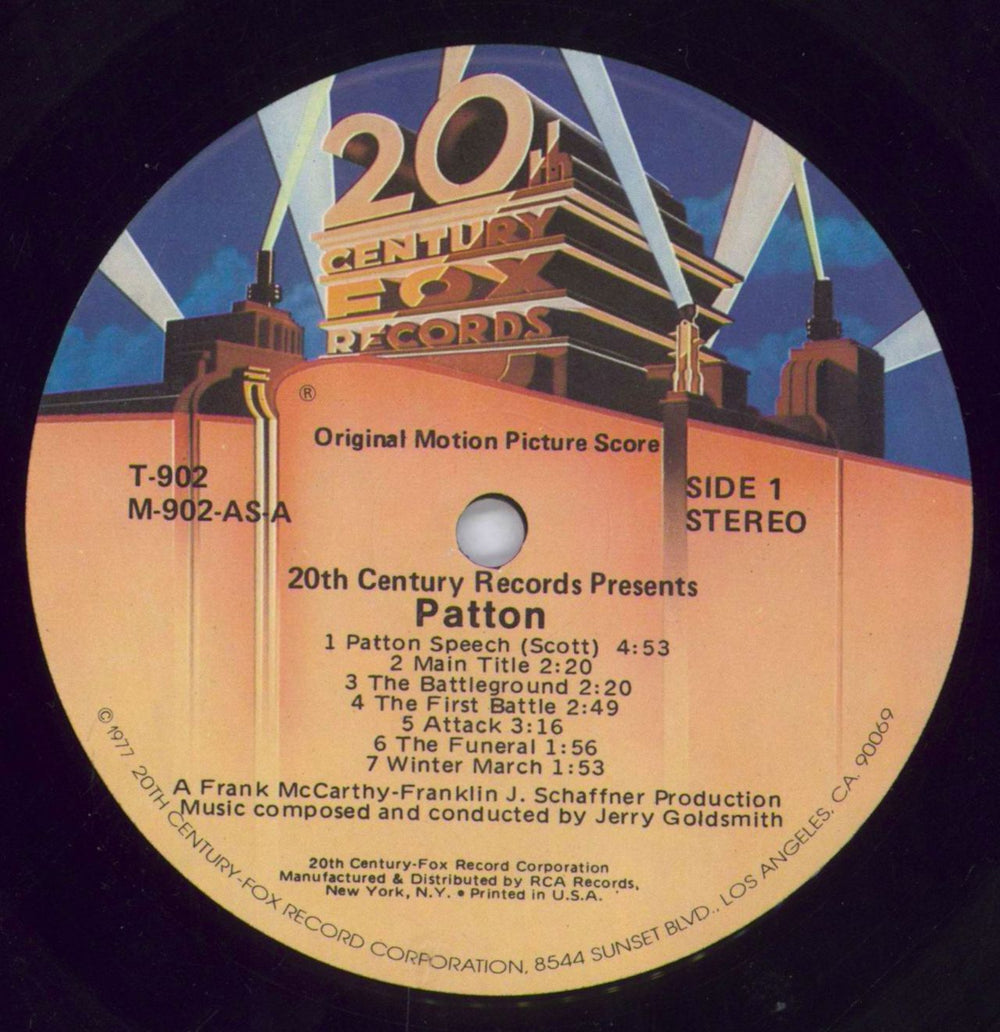 20th
CENTURY
FOX
RECORDS
®
Original Motion Picture Score
T-902
M-902-AS-A
SIDE 1
STEREO
20th Century Records Presents
Patton
1 Patton Speech (Scott) 4:53
2 Main Title 2:20
3 The Battleground 2:20
4 The First Battle 2:49
5 Attack 3:16
6 The Funeral 1:56
7 Winter March 1:53
A Frank McCarthy-Franklin J. Schaffner Production
Music composed and conducted by Jerry Goldsmith
20th Century-Fox Record Corporation
Manufactured & Distributed by RCA Records,
New York, N.Y. • Printed in U.S.A.
© 1977 20TH CENTURY-FOX RECORD CORPORATION, 8544 SUNSET BLVD., LOS ANGELES, CA. 90069